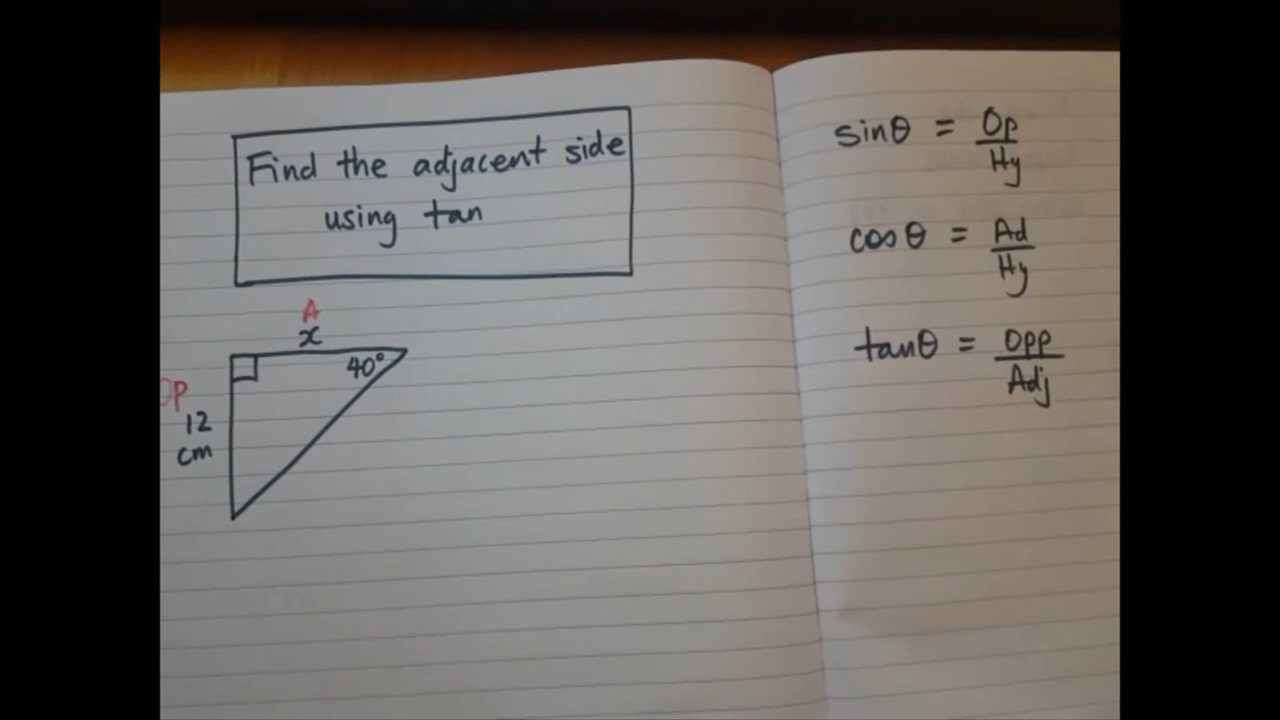 Find the adjacent side
using tan
A
x
40°
Op
12
cm
sinθ = Op/Hy
cosθ = Ad/Hy
tanθ = Opp/Adj